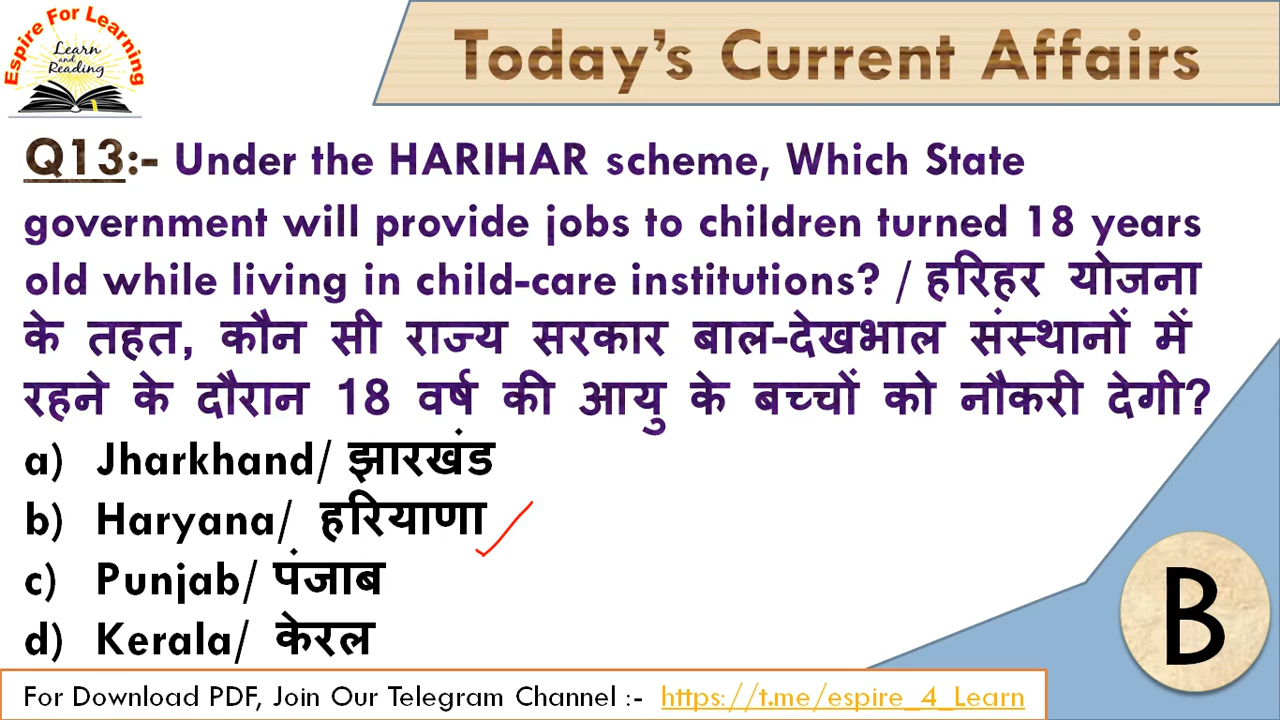 Espire For Learning
Learn
and
Reading
Today's Current Affairs
Q13:- Under the HARIHAR scheme, Which State
government will provide jobs to children turned 18 years
old while living in child-care institutions? / हरिहर योजना
के तहत, कौन सी राज्य सरकार बाल-देखभाल संस्थानों में
रहने के दौरान 18 वर्ष की आयु के बच्चों को नौकरी देगी?
a) Jharkhand/ झारखंड
b) Haryana/ हरियाणा
c) Punjab/ पंजाब
d) Kerala/ केरल
B
For Download PDF, Join Our Telegram Channel :- https://t.me/espire_4_Learn